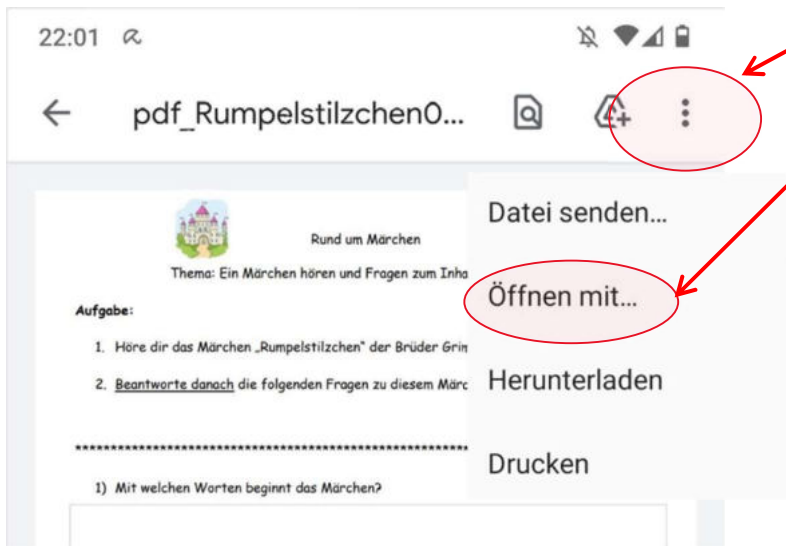 22:01
pdf_Rumpelstilzchen0...
Datei senden...
Rund um Märchen
Thema: Ein Märchen hören und Fragen zum Inha
Öffnen mit...
Aufgabe:
1. Höre dir das Märchen „Rumpelstilzchen“ der Brüder Grim
2. Beantworte danach die folgenden Fragen zu diesem Märc
Herunterladen
Drucken
1) Mit welchen Worten beginnt das Märchen?